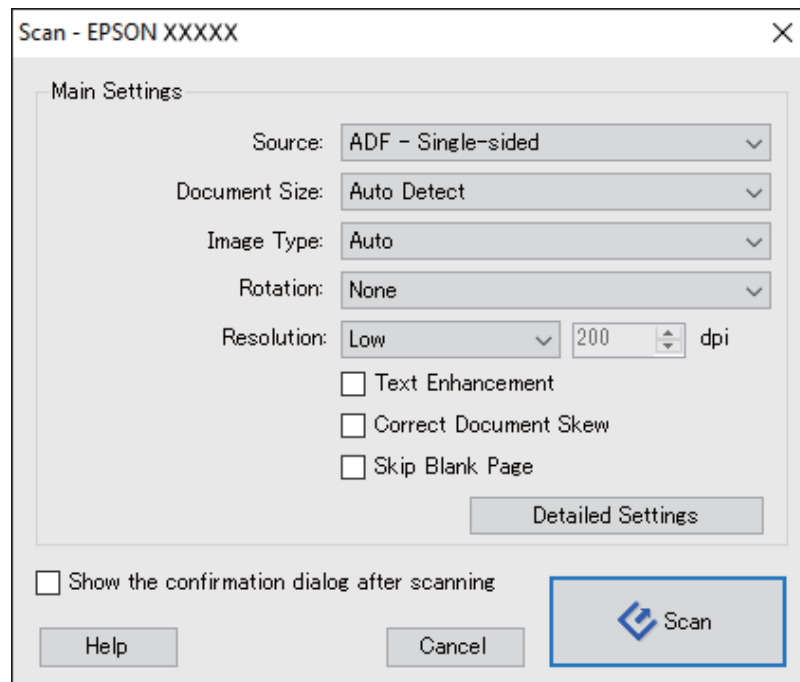 Scan - EPSON XXXXX
Main Settings
Source: ADF - Single-sided
Document Size: Auto Detect
Image Type: Auto
Rotation: None
Resolution: Low 200 dpi
Text Enhancement
Correct Document Skew
Skip Blank Page
Detailed Settings
Show the confirmation dialog after scanning
Help Cancel Scan